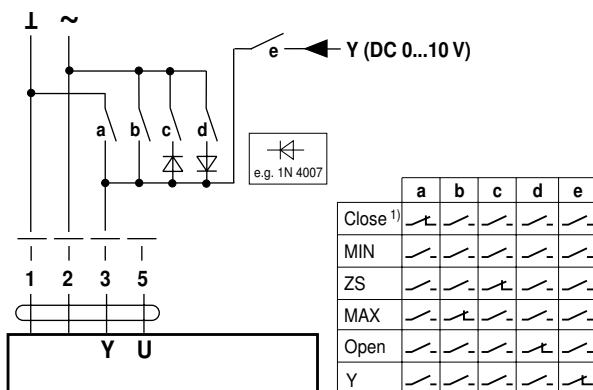 ⊥ ~
e Y (DC 0...10 V)
a b c d
e.g. 1N 4007
1 2 3 5
Y U
a b c d e
Close 1)
MIN
ZS
MAX
Open
Y